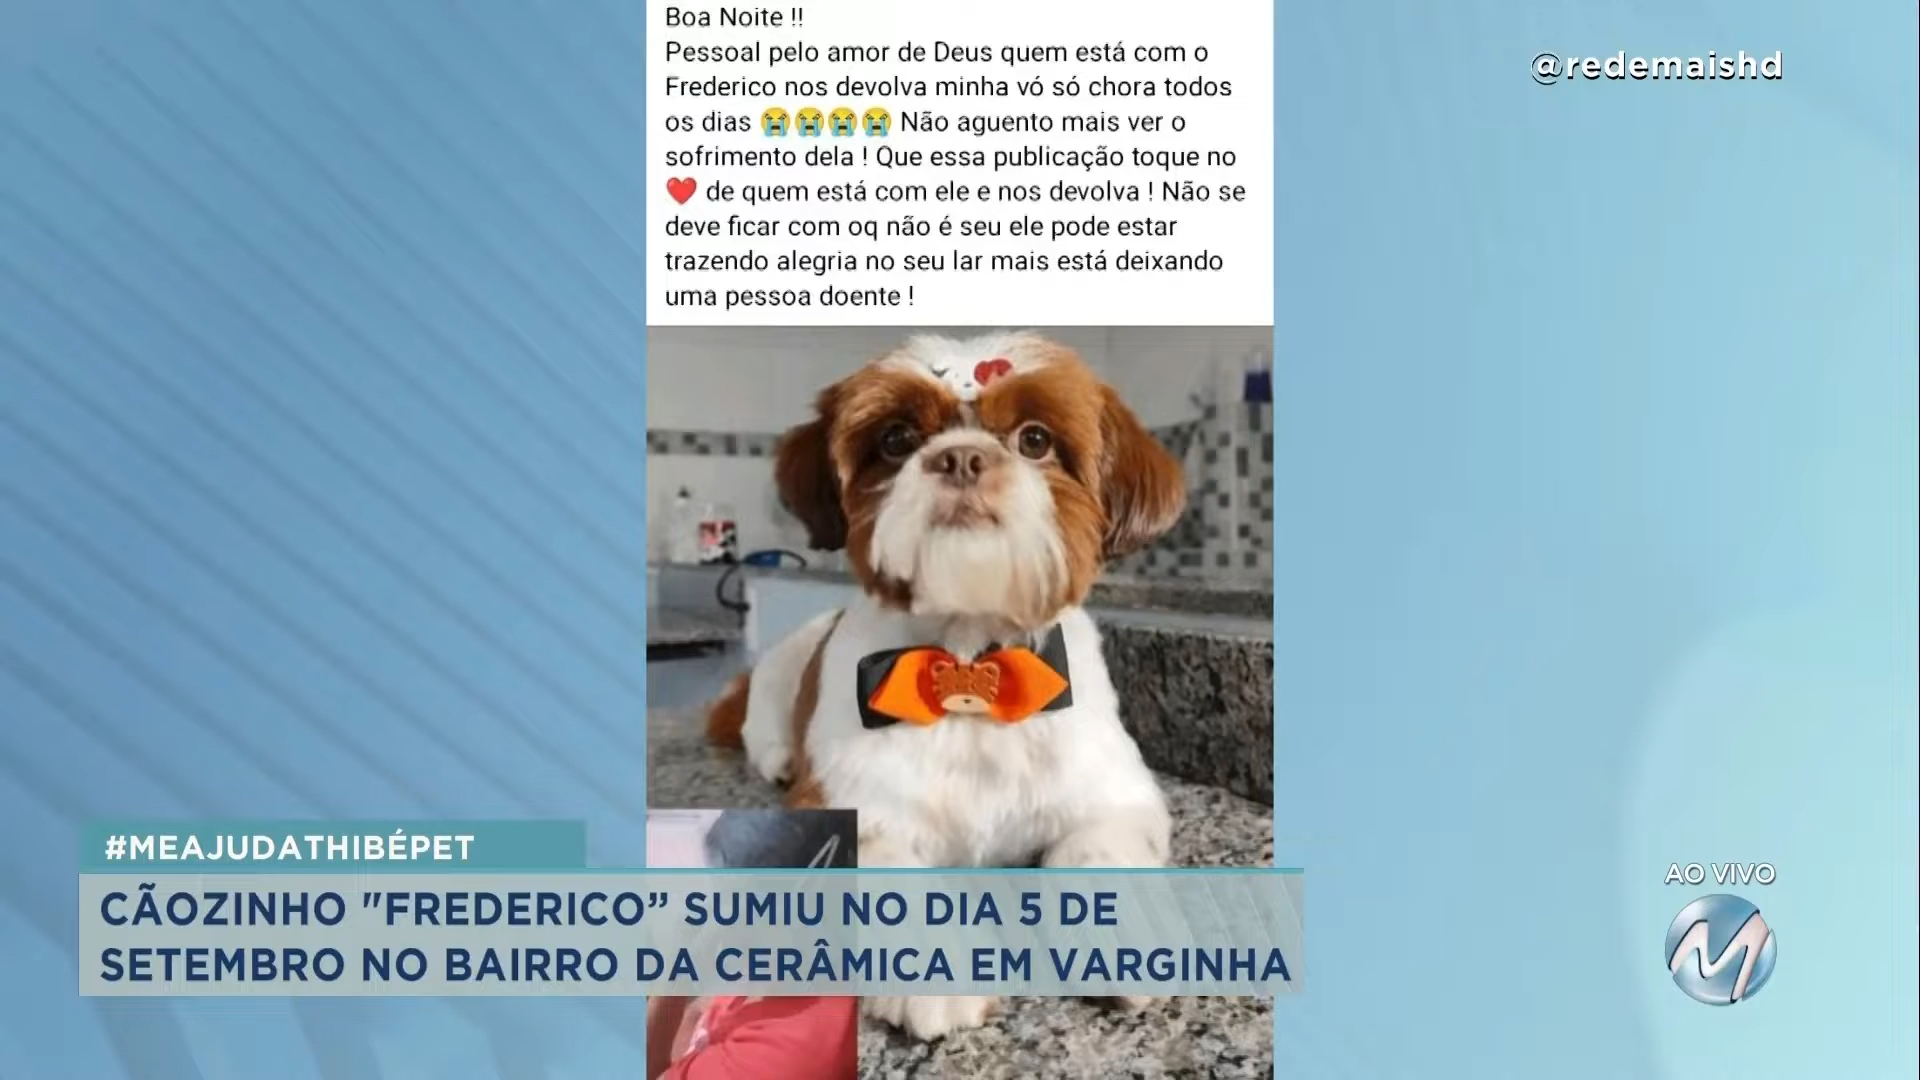 Boa Noite !!
Pessoal pelo amor de Deus quem está com o
Frederico nos devolva minha vó só chora todos
os dias 😭😭😭😭 Não aguento mais ver o
sofrimento dela ! Que essa publicação toque no
❤️ de quem está com ele e nos devolva ! Não se
deve ficar com oq não é seu ele pode estar
trazendo alegria no seu lar mais está deixando
uma pessoa doente !
@redemaishd
#MEAJUDATHIBÉPET
CÃOZINHO "FREDERICO” SUMIU NO DIA 5 DE
SETEMBRO NO BAIRRO DA CERÂMICA EM VARGINHA
AO VIVO
M